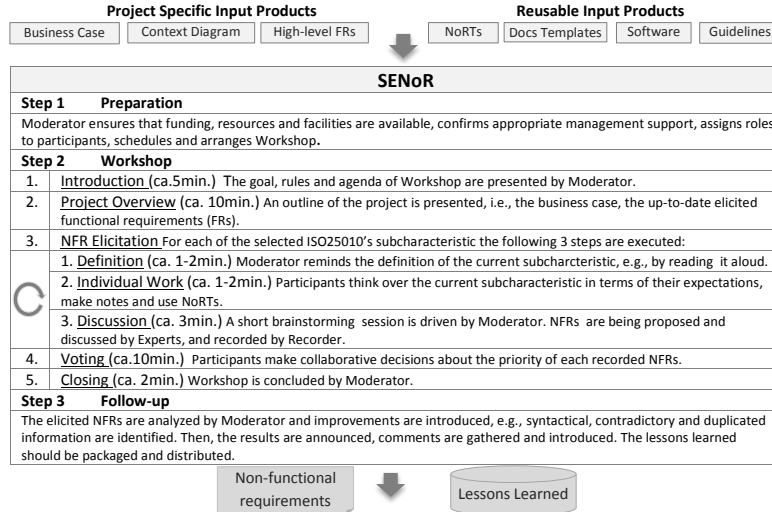 Project Specific Input Products
Reusable Input Products
Business Case
Context Diagram
High-level FRs
NoRTs
Docs Templates
Software
Guidelines
SENoR
Step 1 Preparation
Moderator ensures that funding, resources and facilities are available, confirms appropriate management support, assigns roles
to participants, schedules and arranges Workshop.
Step 2 Workshop
1. Introduction (ca.5min.) The goal, rules and agenda of Workshop are presented by Moderator.
2. Project Overview (ca. 10min.) An outline of the project is presented, i.e., the business case, the up-to-date elicited
functional requirements (FRs).
3. NFR Elicitation For each of the selected ISO25010's subcharacteristic the following 3 steps are executed:
1. Definition (ca. 1-2min.) Moderator reminds the definition of the current subcharteristic, e.g., by reading it aloud.
2. Individual Work (ca. 1-2min.) Participants think over the current subcharacteristic in terms of their expectations,
make notes and use NoRTs.
3. Discussion (ca. 3min.) A short brainstorming session is driven by Moderator. NFRs are being proposed and
discussed by Experts, and recorded by Recorder.
4. Voting (ca.10min.) Participants make collaborative decisions about the priority of each recorded NFRs.
5. Closing (ca. 2min.) Workshop is concluded by Moderator.
Step 3 Follow-up
The elicited NFRs are analyzed by Moderator and improvements are introduced, e.g., syntactical, contradictory and duplicated
information are identified. Then, the results are announced, comments are gathered and introduced. The lessons learned
should be packaged and distributed.
Non-functional
requirements
Lessons Learned